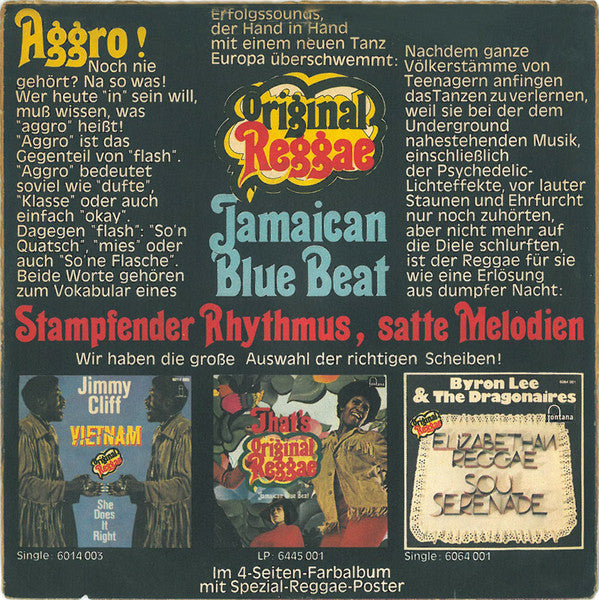 Aggro!
Noch nie
gehört? Na so was!
Wer heute "in" sein will,
muß wissen, was
"aggro" heißt!
"Aggro" ist das
Gegenteil von "flash".
"Aggro" bedeutet
soviel wie "dufte",
"Klasse" oder auch
einfach "okay".
Dagegen "flash": "So'n
Quatsch", "mies" oder
auch "So'ne Flasche".
Beide Worte gehören
zum Vokabular eines
Erfolgssounds,
der Hand in Hand
mit einem neuen Tanz
Europa überschwemmt:
Original
Reggae
Jamaican
Blue Beat
Nachdem ganze
Völkerstämme von
Teenagern anfingen
dasTanzen zu verlernen,
weil sie bei der dem
Underground
nahestehenden Musik,
einschließlich
der Psychedelic-
Lichteffekte, vor lauter
Staunen und Ehrfurcht
nur noch zuhörten,
aber nicht mehr auf
die Diele schlurften,
ist der Reggae für sie
wie eine Erlösung
aus dumpfer Nacht:
Stampfender Rhythmus, satte Melodien
Wir haben die große Auswahl der richtigen Scheiben!
6014 003
Jimmy
Cliff
VIETNAM
Original
Reggae
She
Does It
Right
Single: 6014 003
That's
Original
Reggae
Jamaican Blue Beat
LP: 6445 001
6064 001
Byron Lee
& The Dragonaires
fontana
Original
Reggae
ELIZABETHAN
REGGAE
SOUL
SERENADE
Single: 6064 001
Im 4-Seiten-Farbalbum
mit Spezial-Reggae-Poster